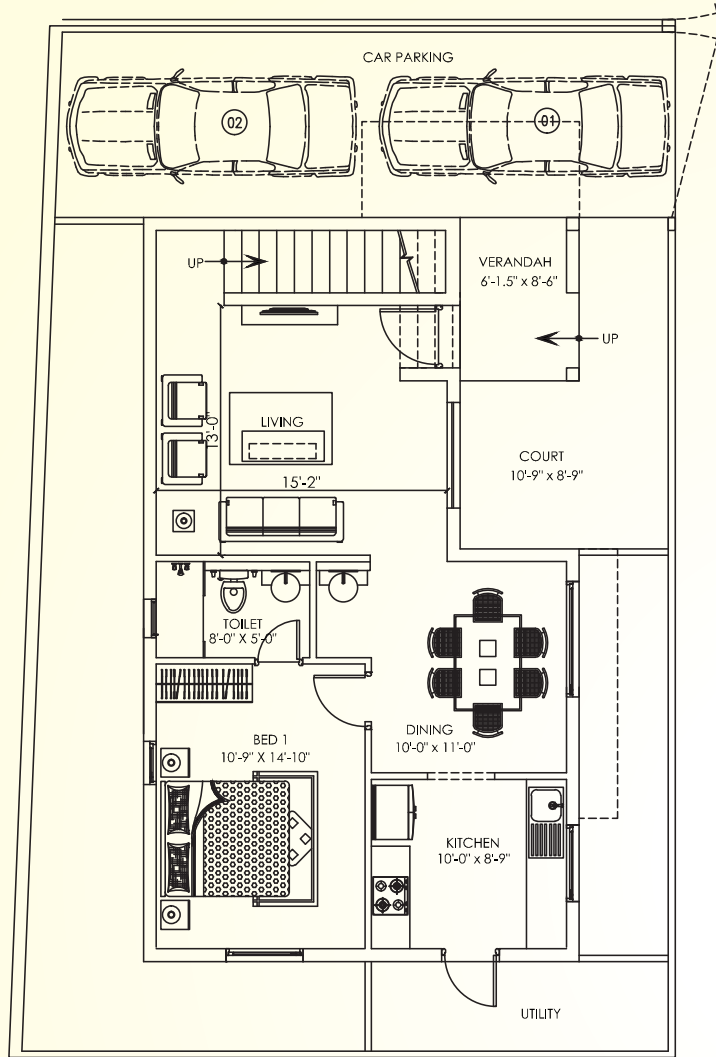 CAR PARKING
02
01
UP
VERANDAH
6'-1.5" x 8'-6"
UP
LIVING
13'-0"
15'-2"
COURT
10'-9" x 8'-9"
TOILET
8'-0" X 5'-0"
DINING
10'-0" x 11'-0"
BED 1
10'-9" X 14'-10"
KITCHEN
10'-0" x 8'-9"
UTILITY